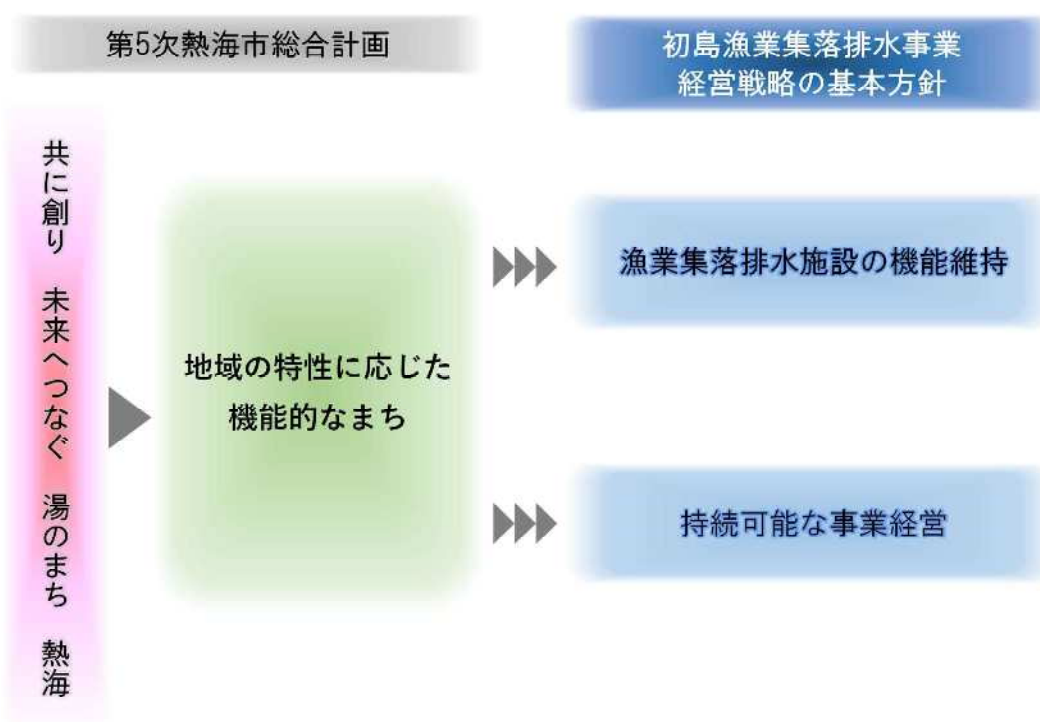 第5次熱海市総合計画
初島漁業集落排水事業
経営戦略の基本方針
共に創り　未来へつなぐ　湯のまち　熱海
地域の特性に応じた
機能的なまち
漁業集落排水施設の機能維持
持続可能な事業経営